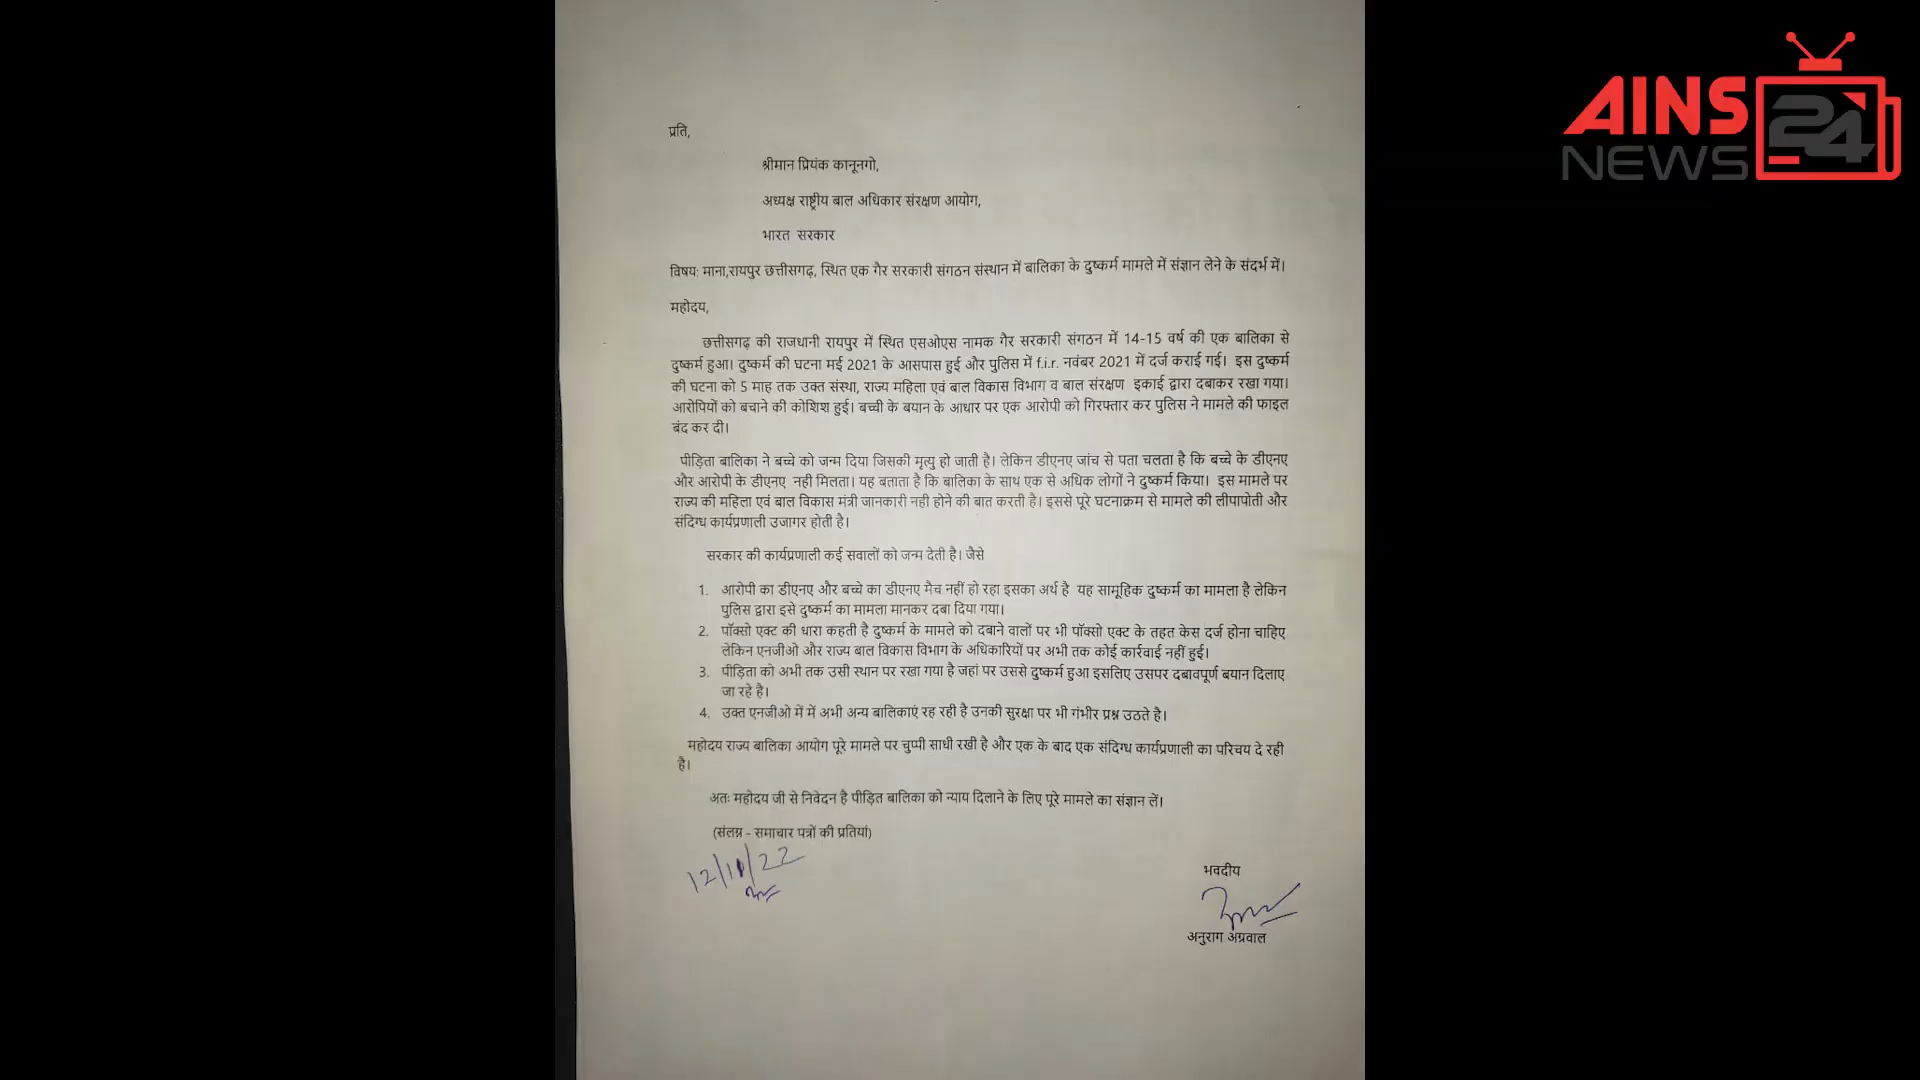 AINS
NEWS
24
प्रति,
श्रीमान प्रियंक कानूनगो,
अध्यक्ष राष्ट्रीय बाल अधिकार संरक्षण आयोग,
भारत सरकार
विषय: माना,रायपुर छत्तीसगढ़, स्थित एक गैर सरकारी संगठन संस्थान में बालिका के दुष्कर्म मामले में संज्ञान लेने के संदर्भ में।
महोदय,
छत्तीसगढ़ की राजधानी रायपुर में स्थित एसओएस नामक गैर सरकारी संगठन में 14-15 वर्ष की एक बालिका से
दुष्कर्म हुआ। दुष्कर्म की घटना मई 2021 के आसपास हुई और पुलिस में f.i.r. नवंबर 2021 में दर्ज कराई गई। इस दुष्कर्म
की घटना को 5 माह तक उक्त संस्था, राज्य महिला एवं बाल विकास विभाग व बाल संरक्षण इकाई द्वारा दबाकर रखा गया।
आरोपियों को बचाने की कोशिश हुई। बच्ची के बयान के आधार पर एक आरोपी को गिरफ्तार कर पुलिस ने मामले की फाइल
बंद कर दी।
पीड़िता बालिका ने बच्चे को जन्म दिया जिसकी मृत्यु हो जाती है। लेकिन डीएनए जांच से पता चलता है कि बच्चे के डीएनए
और आरोपी के डीएनए नही मिलता। यह बताता है कि बालिका के साथ एक से अधिक लोगों ने दुष्कर्म किया। इस मामले पर
राज्य की महिला एवं बाल विकास मंत्री जानकारी नही होने की बात करती है। इससे पूरे घटनाक्रम से मामले की लीपापोती और
संदिग्ध कार्यप्रणाली उजागर होती है।
सरकार की कार्यप्रणाली कई सवालों को जन्म देती है। जैसे
1. आरोपी का डीएनए और बच्चे का डीएनए मैच नहीं हो रहा इसका अर्थ है यह सामूहिक दुष्कर्म का मामला है लेकिन
पुलिस द्वारा इसे दुष्कर्म का मामला मानकर दबा दिया गया।
2. पॉक्सो एक्ट की धारा कहती है दुष्कर्म के मामले को दबाने वालों पर भी पॉक्सो एक्ट के तहत केस दर्ज होना चाहिए
लेकिन एनजीओ और राज्य बाल विकास विभाग के अधिकारियों पर अभी तक कोई कार्रवाई नहीं हुई।
3. पीड़िता को अभी तक उसी स्थान पर रखा गया है जहां पर उससे दुष्कर्म हुआ इसलिए उसपर दबावपूर्ण बयान दिलाए
जा रहे है।
4. उक्त एनजीओ में में अभी अन्य बालिकाएं रह रही है उनकी सुरक्षा पर भी गंभीर प्रश्न उठते है।
महोदय राज्य बालिका आयोग पूरे मामले पर चुप्पी साधी रखी है और एक के बाद एक संदिग्ध कार्यप्रणाली का परिचय दे रही
है।
अतः महोदय जी से निवेदन है पीड़ित बालिका को न्याय दिलाने के लिए पूरे मामले का संज्ञान लें।
(संलग्न - समाचार पत्रों की प्रतियां)
12/11/22
भवदीय
अनुराग अग्रवाल